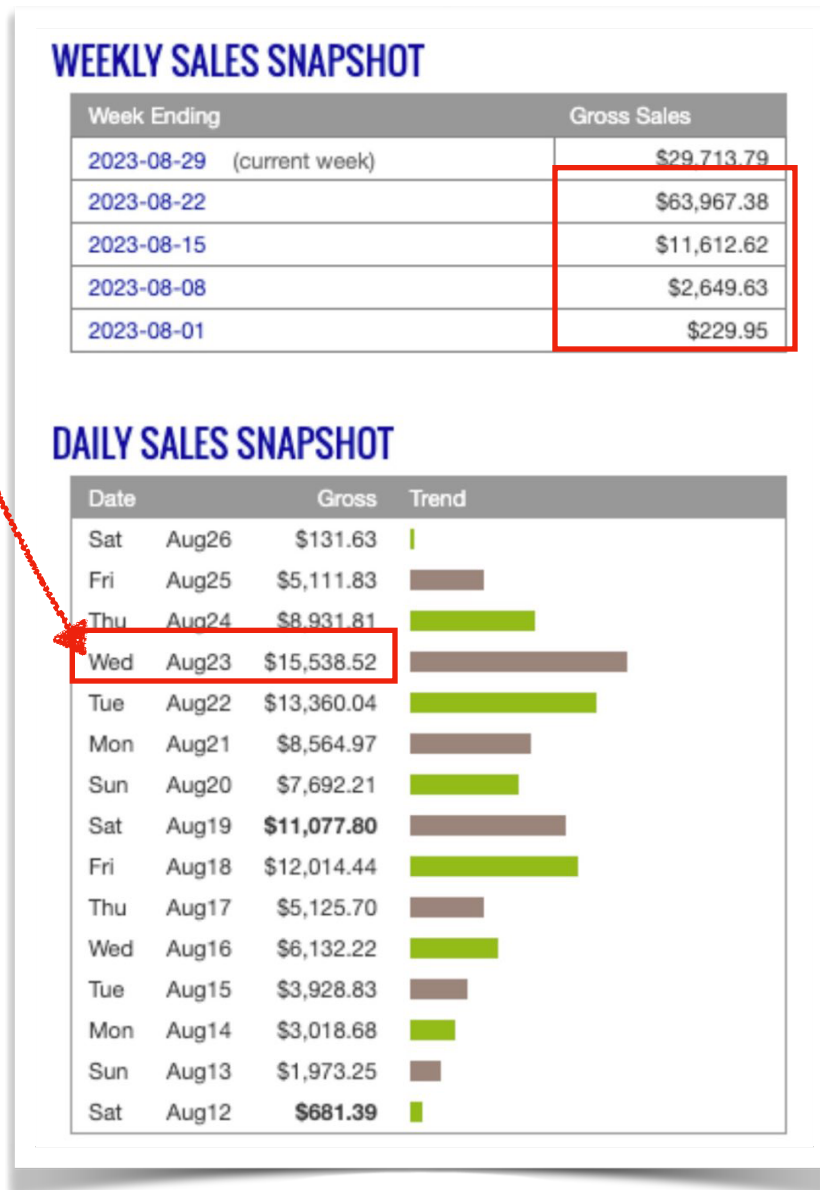 WEEKLY SALES SNAPSHOT
Week Ending Gross Sales
2023-08-29 (current week) $29,713.79
2023-08-22 $63,967.38
2023-08-15 $11,612.62
2023-08-08 $2,649.63
2023-08-01 $229.95
DAILY SALES SNAPSHOT
Date Gross Trend
Sat Aug26 $131.63
Fri Aug25 $5,111.83
Thu Aug24 $8,931.81
Wed Aug23 $15,538.52
Tue Aug22 $13,360.04
Mon Aug21 $8,564.97
Sun Aug20 $7,692.21
Sat Aug19 $11,077.80
Fri Aug18 $12,014.44
Thu Aug17 $5,125.70
Wed Aug16 $6,132.22
Tue Aug15 $3,928.83
Mon Aug14 $3,018.68
Sun Aug13 $1,973.25
Sat Aug12 $681.39